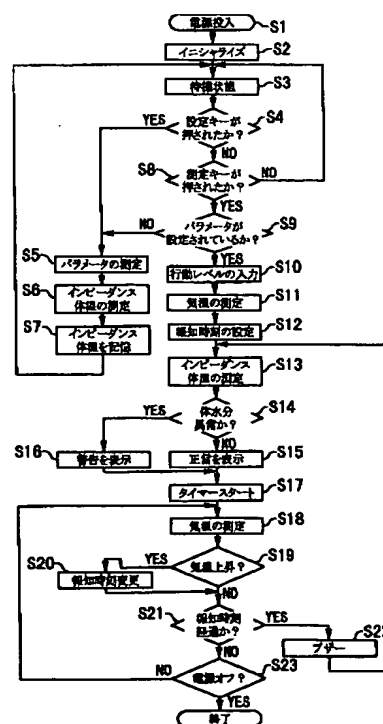 電源投入 S1
イニシャライズ S2
待機状態 S3
設定キーが
押されたか? S4
YES
NO
S8 測定キーが
押されたか? NO
YES
NO パラメータが
設定されているか? S9
YES
S5 パラメータの測定
行動レベルの入力 S10
S6 インピーダンス
体温の測定
気温の測定 S11
S7 インピーダンス
体温を記憶
報知時刻の設定 S12
インピーダンス
体温の測定 S13
YES 体水分
異常か? S14
NO
S16 警告を表示
正常を表示 S15
タイマースタート S17
気温の測定 S18
YES 気温上昇? S19
S20 報知時刻変更
NO
S21 報知時刻
経過か? YES
NO
ブザー S22
NO 電源オフ? S23
YES
終了